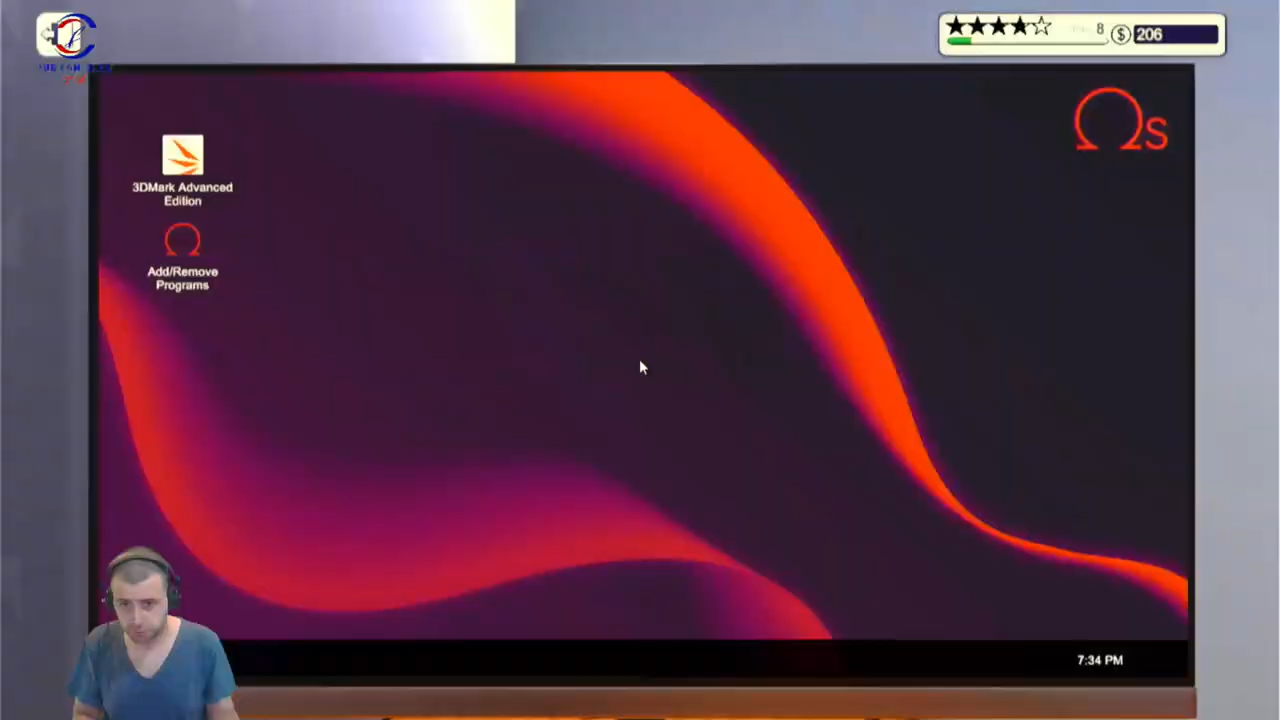 8
206
3DMark Advanced
Edition
Add/Remove
Programs
Ωs
7:34 PM